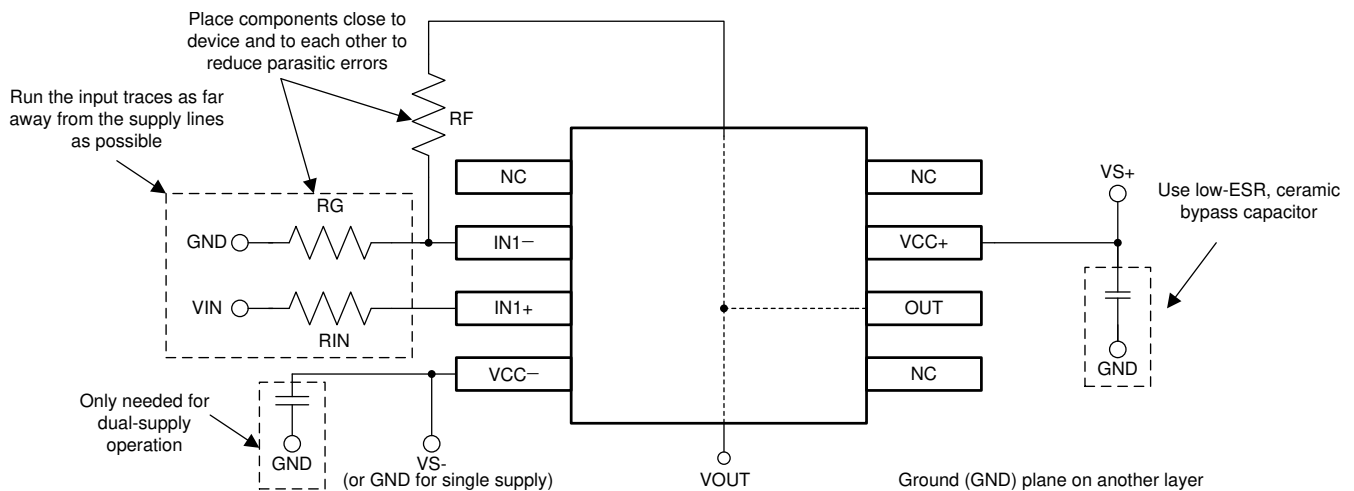 Place components close to
device and to each other to
reduce parasitic errors
Run the input traces as far
away from the supply lines
as possible
RF
NC
NC
VS+
Use low-ESR, ceramic
bypass capacitor
RG
GND
IN1−
VCC+
VIN
IN1+
OUT
RIN
GND
VCC−
NC
Only needed for
dual-supply
operation
GND
VS-
(or GND for single supply)
VOUT
Ground (GND) plane on another layer